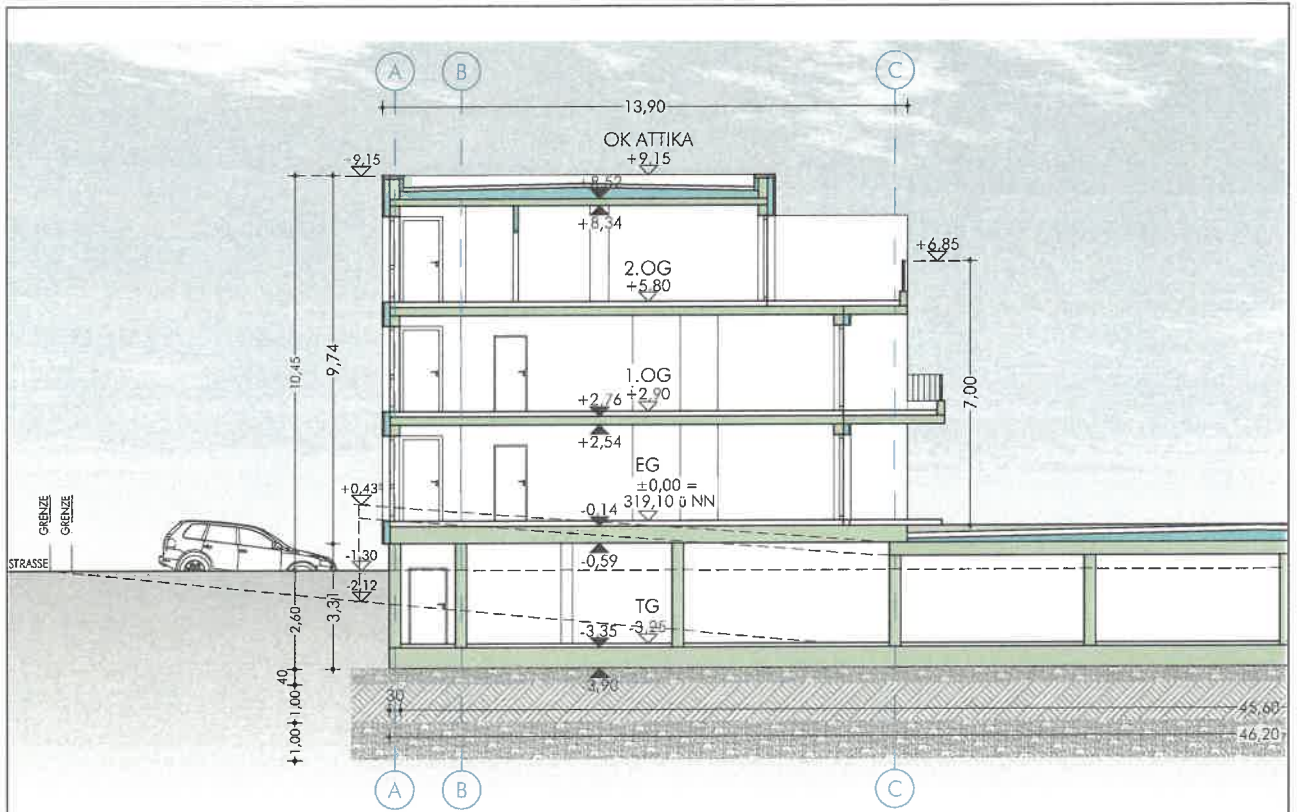 A
B
C
13,90
OK ATTIKA
+9,15
+9,15
+8,52
+8,34
+6,85
2.OG
+5,80
10,45
9,74
7,00
1.OG
+2,90
+2,76
+2,54
EG
±0,00 =
319,10 ü NN
+0,43
-0,14
GRENZE
GRENZE
STRASSE
-1,30
-0,59
-2,12
2,60
3,31
TG
-3,25
-3,35
40
3,90
30
1,00
1,00
45,60
46,20
A
B
C